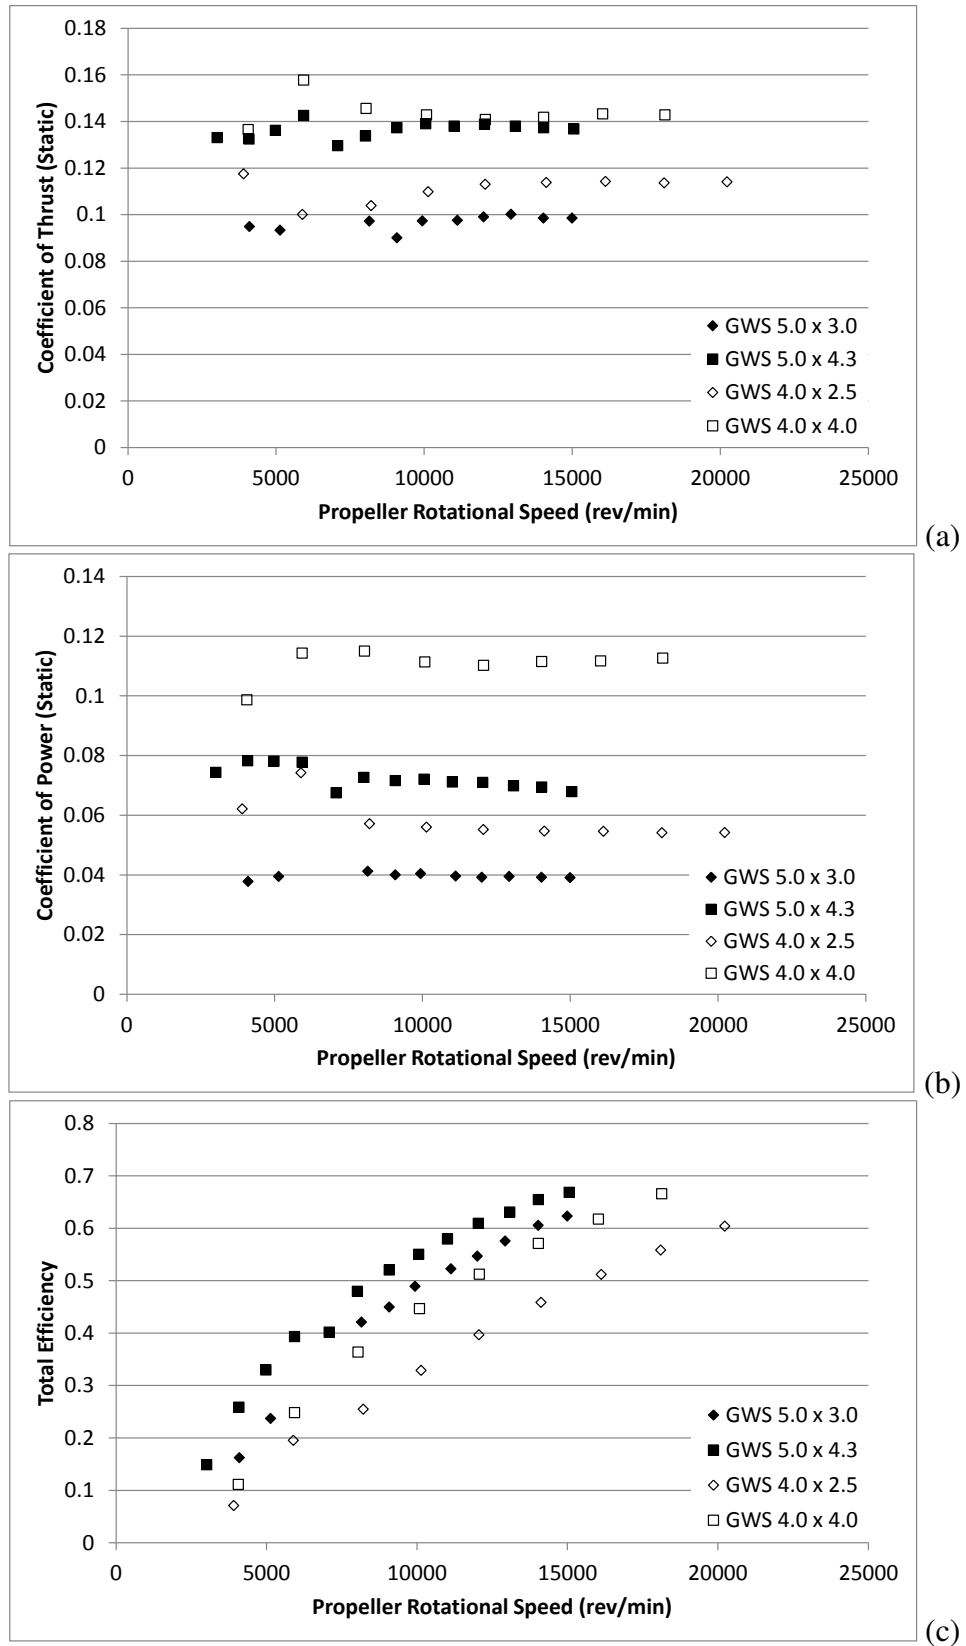 0.18
0.16
0.14
0.12
0.1
0.08
0.06
0.04
0.02
0
Coefficient of Thrust (Static)
GWS 5.0 x 3.0
GWS 5.0 x 4.3
GWS 4.0 x 2.5
GWS 4.0 x 4.0
0 5000 10000 15000 20000 25000
Propeller Rotational Speed (rev/min)
(a)
0.14
0.12
0.1
0.08
0.06
0.04
0.02
0
Coefficient of Power (Static)
GWS 5.0 x 3.0
GWS 5.0 x 4.3
GWS 4.0 x 2.5
GWS 4.0 x 4.0
0 5000 10000 15000 20000 25000
Propeller Rotational Speed (rev/min)
(b)
0.8
0.7
0.6
0.5
0.4
0.3
0.2
0.1
0
Total Efficiency
GWS 5.0 x 3.0
GWS 5.0 x 4.3
GWS 4.0 x 2.5
GWS 4.0 x 4.0
0 5000 10000 15000 20000 25000
Propeller Rotational Speed (rev/min)
(c)